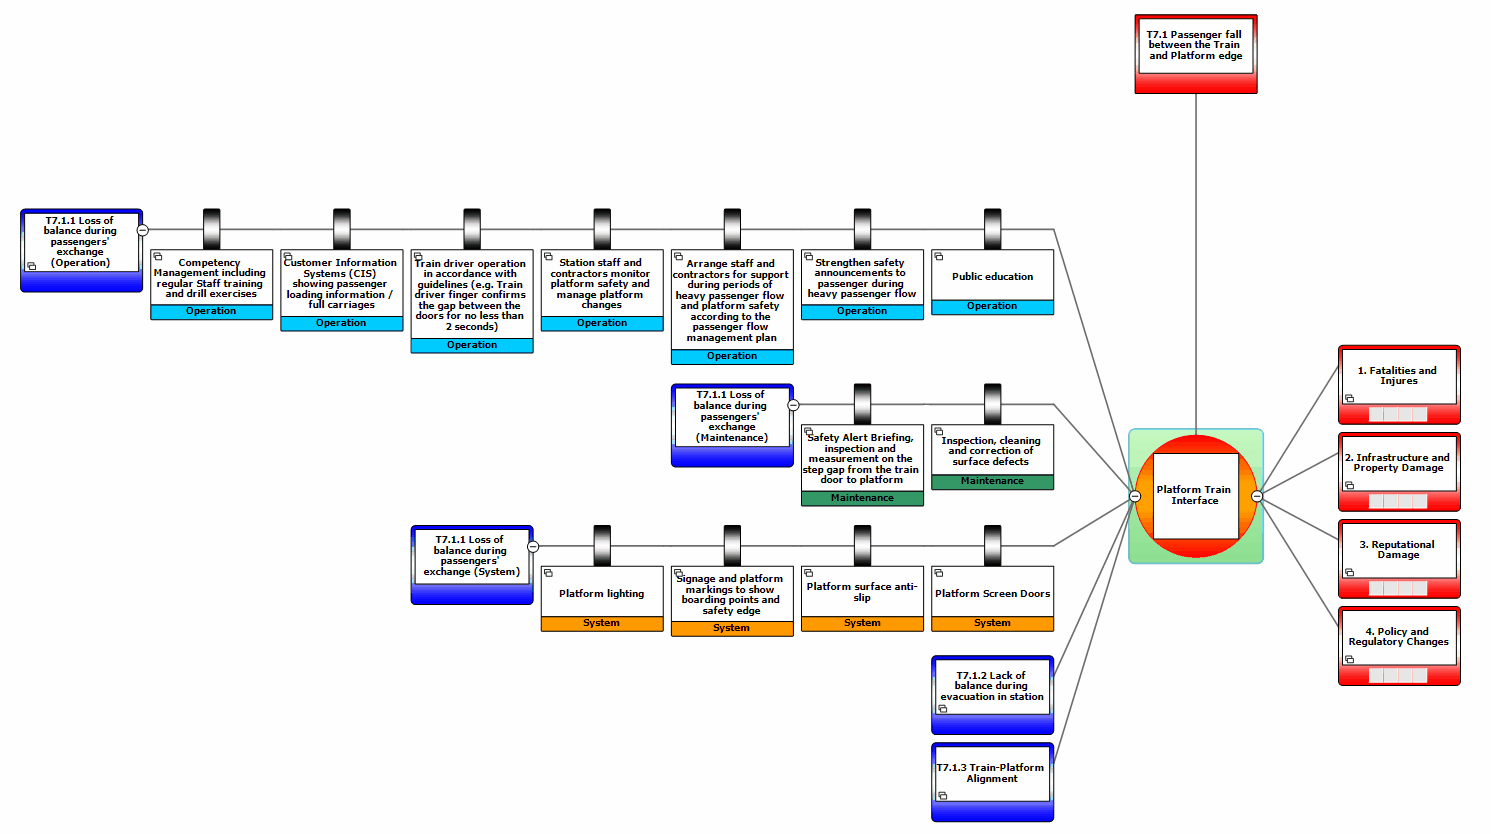 T7.1 Passenger fall
between the Train
and Platform edge
T7.1.1 Loss of
balance during
passengers'
exchange
(Operation)
Competency
Management including
regular Staff training
and drill exercises
Operation
Customer Information
Systems (CIS)
showing passenger
loading information /
full carriages
Operation
Train driver operation
in accordance with
guidelines (e.g. Train
driver finger confirms
the gap between the
doors for no less than
2 seconds)
Operation
Station staff and
contractors monitor
platform safety and
manage platform
changes
Operation
Arrange staff and
contractors for support
during periods of
heavy passenger flow
and platform safety
according to the
passenger flow
management plan
Operation
Strengthen safety
announcements to
passenger during
heavy passenger flow
Operation
Public education
Operation
T7.1.1 Loss of
balance during
passengers'
exchange
(Maintenance)
Safety Alert Briefing,
inspection and
measurement on the
step gap from the train
door to platform
Maintenance
Inspection, cleaning
and correction of
surface defects
Maintenance
T7.1.1 Loss of
balance during
passengers'
exchange (System)
Platform lighting
System
Signage and platform
markings to show
boarding points and
safety edge
System
Platform surface anti-
slip
System
Platform Screen Doors
System
T7.1.2 Lack of
balance during
evacuation in station
T7.1.3 Train-Platform
Alignment
Platform Train
Interface
1. Fatalities and
Injures
2. Infrastructure and
Property Damage
3. Reputational
Damage
4. Policy and
Regulatory Changes